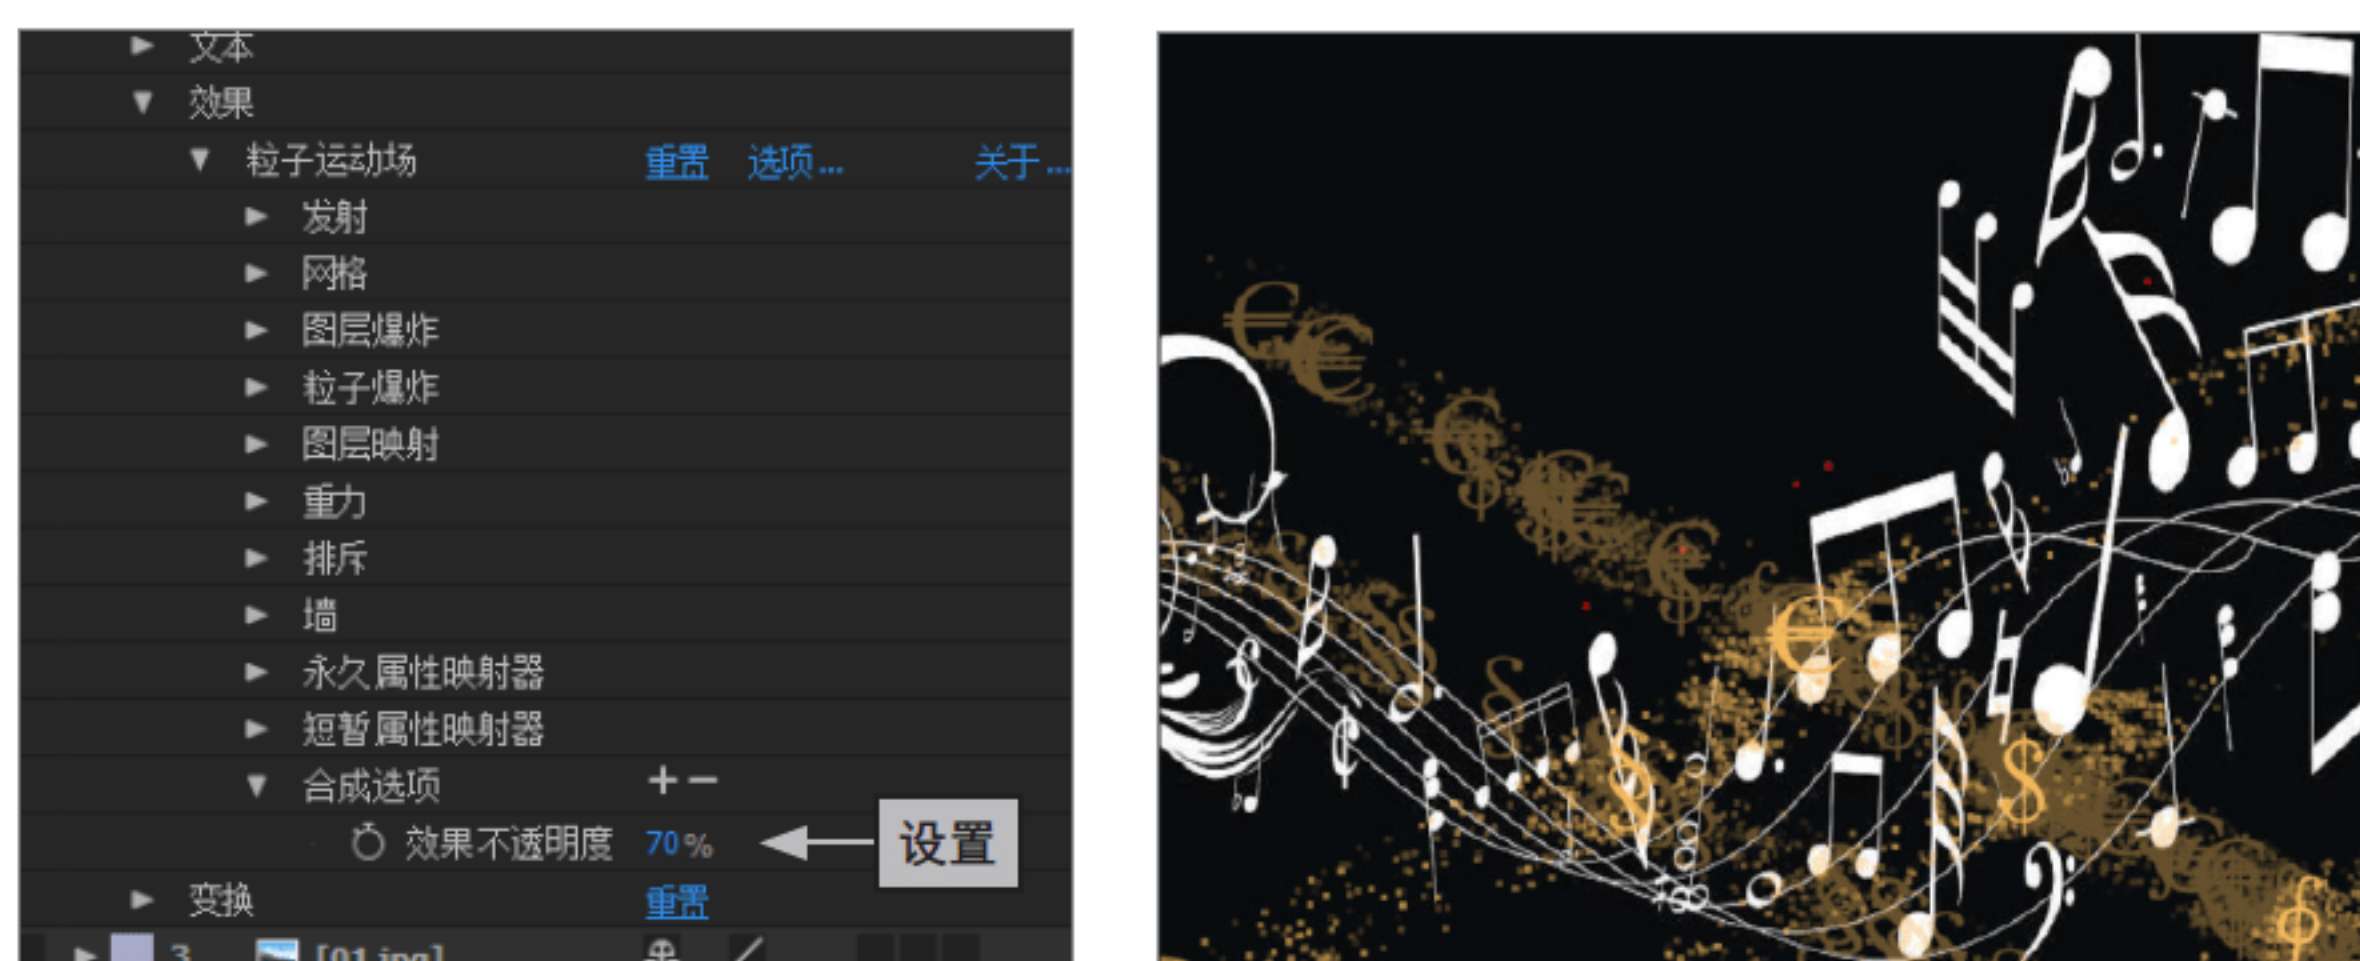 文本
效果
粒子运动场 重置 选项... 关于...
发射
网格
图层爆炸
粒子爆炸
图层映射
重力
排斥
墙
永久属性映射器
短暂属性映射器
合成选项 + −
效果不透明度 70%
设置
变换 重置
3 [01.jpg]